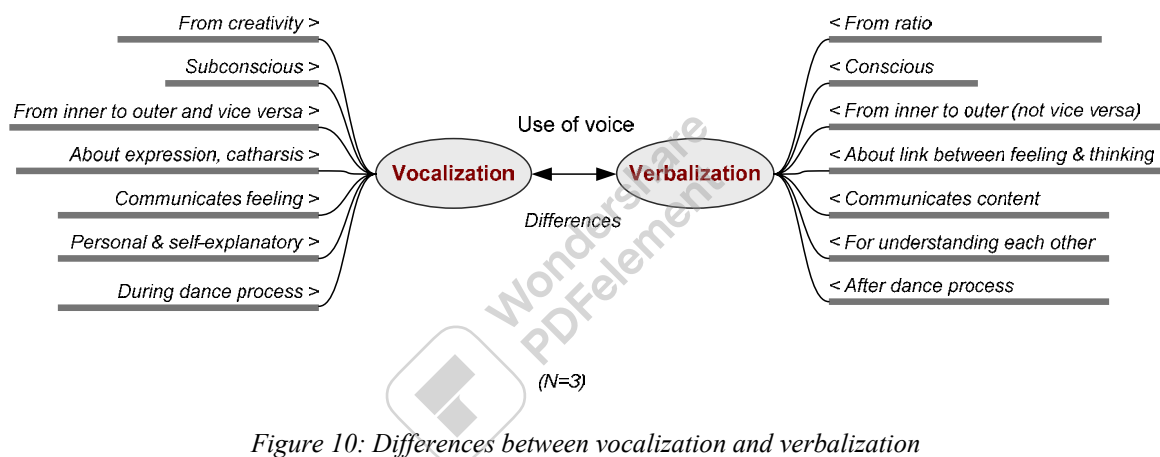 From creativity >
Subconscious >
From inner to outer and vice versa >
About expression, catharsis >
Communicates feeling >
Personal & self-explanatory >
During dance process >
Use of voice
Vocalization
Verbalization
Differences
< From ratio
< Conscious
< From inner to outer (not vice versa)
< About link between feeling & thinking
< Communicates content
< For understanding each other
< After dance process
Wondershare
PDFelement
(N=3)
Figure 10: Differences between vocalization and verbalization